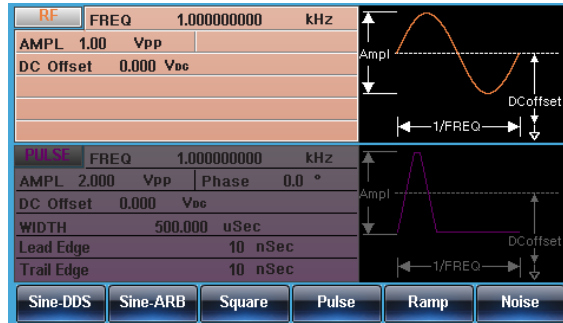 RF FREQ 1.000000000 kHz
AMPL 1.00 Vpp
DC Offset 0.000 VDC
Ampl
DCoffset
1/FREQ
PULSE FREQ 1.000000000 kHz
AMPL 2.000 Vpp Phase 0.0 °
DC Offset 0.000 VDC
WIDTH 500.000 uSec
Lead Edge 10 nSec
Trail Edge 10 nSec
Ampl
DCoffset
1/FREQ
Sine-DDS Sine-ARB Square Pulse Ramp Noise